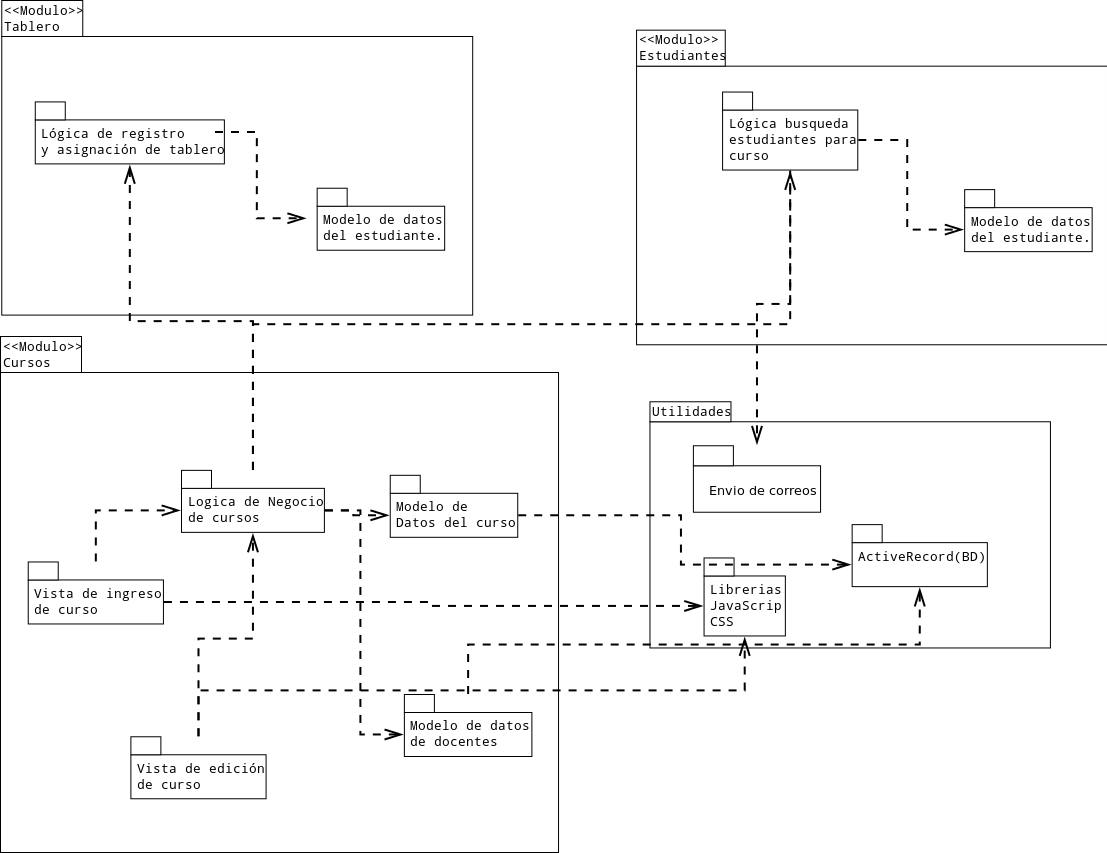 <<Modulo>>
Tablero
Lógica de registro
y asignación de tablero
Modelo de datos
del estudiante.
<<Modulo>>
Estudiantes
Lógica busqueda
estudiantes para
curso
Modelo de datos
del estudiante.
<<Modulo>>
Cursos
Logica de Negocio
de cursos
Modelo de
Datos del curso
Vista de ingreso
de curso
Modelo de datos
de docentes
Vista de edición
de curso
Utilidades
Envio de correos
ActiveRecord(BD)
Librerias
JavaScrip
CSS